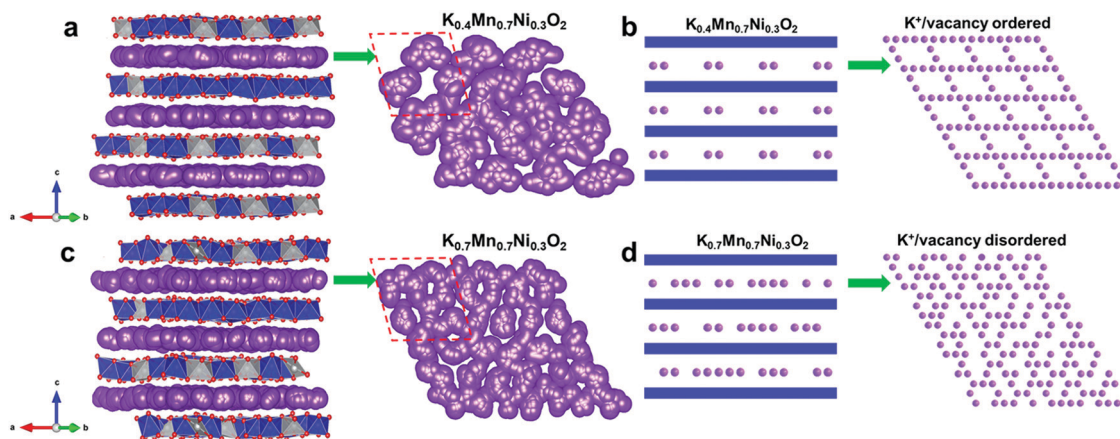 a
K₀.₄Mn₀.₇Ni₀.₃O₂
b
K₀.₄Mn₀.₇Ni₀.₃O₂
K⁺/vacancy ordered
c
a
b
c
K₀.₇Mn₀.₇Ni₀.₃O₂
d
K₀.₇Mn₀.₇Ni₀.₃O₂
K⁺/vacancy disordered
c
a
b